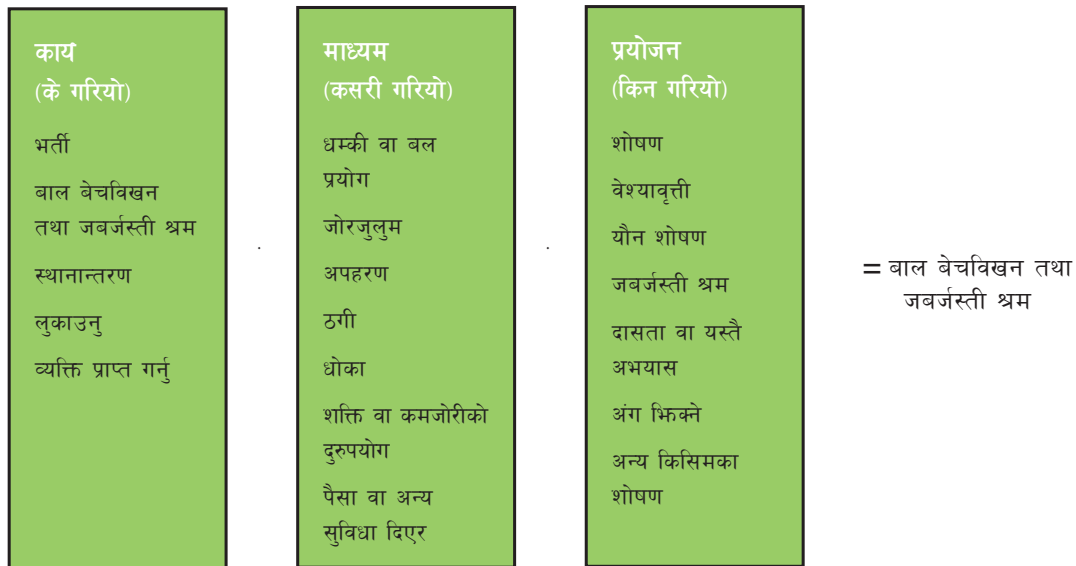 कार्य
(के गरियो)
भर्ती
बाल बेचविखन
तथा जबर्जस्ती श्रम
स्थानान्तरण
लुकाउनु
व्यक्ति प्राप्त गर्नु
माध्यम
(कसरी गरियो)
धम्की वा बल
प्रयोग
जोरजुलुम
अपहरण
ठगी
धोका
शक्ति वा कमजोरीको
दुरुपयोग
पैसा वा अन्य
सुविधा दिएर
प्रयोजन
(किन गरियो)
शोषण
वेश्यावृत्ती
यौन शोषण
जबर्जस्ती श्रम
दासता वा यस्तै
अभयास
अंग झिक्ने
अन्य किसिमका
शोषण
= बाल बेचविखन तथा
जबर्जस्ती श्रम